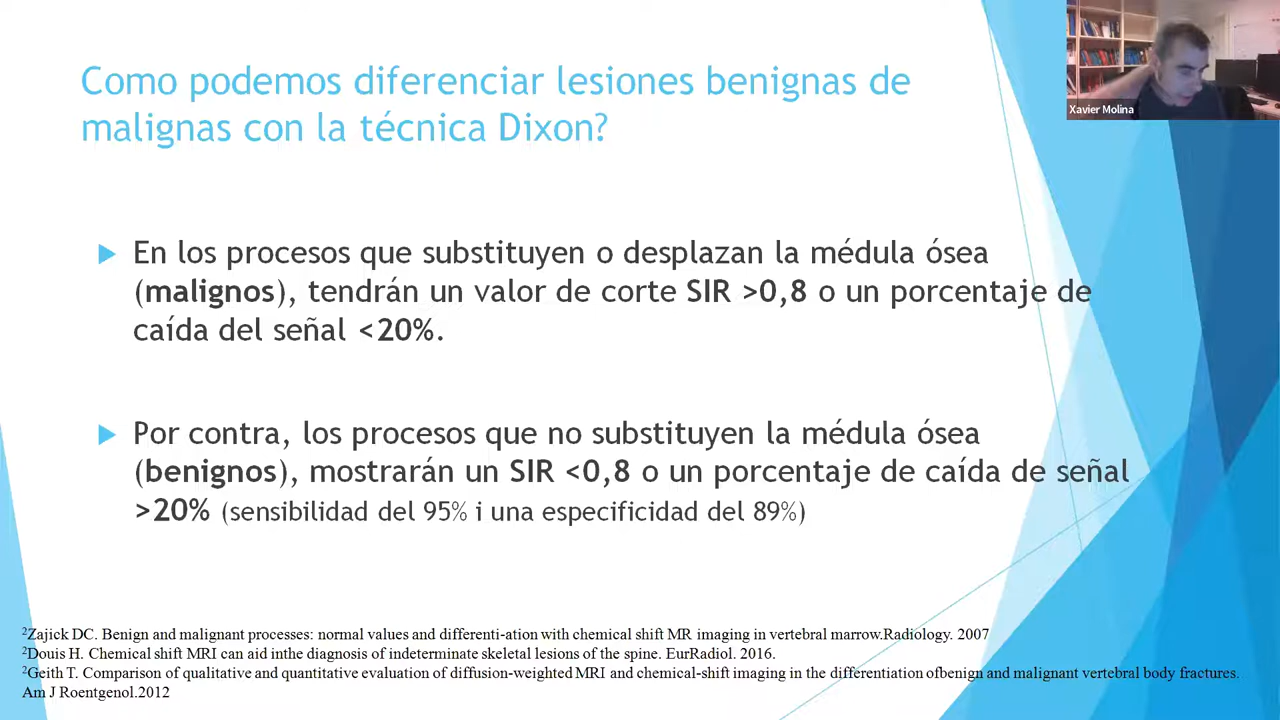 Como podemos diferenciar lesiones benignas de
malignas con la técnica Dixon?
Xavier Molina
En los procesos que substituyen o desplazan la médula ósea
(malignos), tendrán un valor de corte SIR >0,8 o un porcentaje de
caída del señal <20%.
Por contra, los procesos que no substituyen la médula ósea
(benignos), mostrarán un SIR <0,8 o un porcentaje de caída de señal
>20% (sensibilidad del 95% i una especificidad del 89%)
²Zajick DC. Benign and malignant processes: normal values and differenti-ation with chemical shift MR imaging in vertebral marrow.Radiology. 2007
²Douis H. Chemical shift MRI can aid inthe diagnosis of indeterminate skeletal lesions of the spine. EurRadiol. 2016.
²Geith T. Comparison of qualitative and quantitative evaluation of diffusion-weighted MRI and chemical-shift imaging in the differentiation ofbenign and malignant vertebral body fractures.
Am J Roentgenol.2012